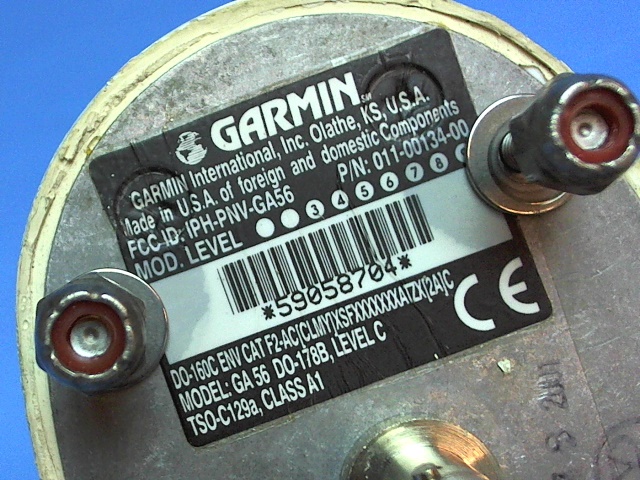 GARMIN SM
GARMIN International, Inc. Olathe, KS, U.S.A.
Made in U.S.A. of foreign and domestic Components
FCC ID: IPH-PNV-GA56 P/N: 011-00134-00
MOD. LEVEL 3 4 5 6 7 8
*59058704*
DO-160C ENV CAT F2-AC[CLMY]XSFXXXXXXATZX[2A]C
MODEL: GA 56 DO-178B, LEVEL C
TSO-C129a, CLASS A1
CE